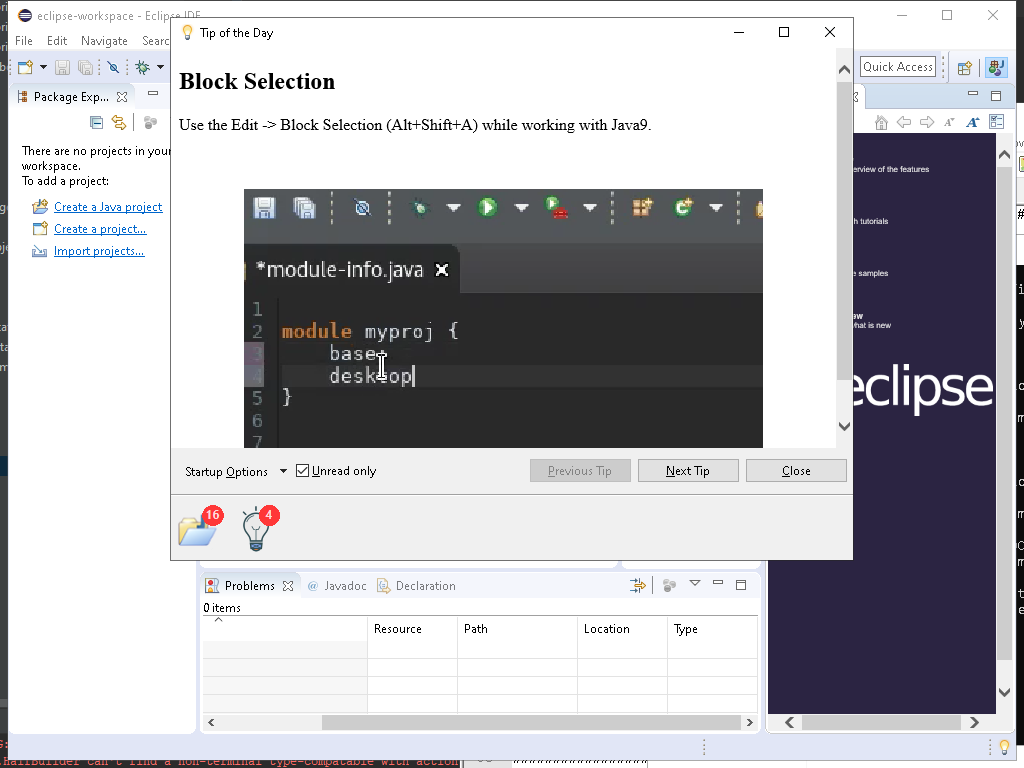 eclipse-workspace - Eclipse IDE
File Edit Navigate Searc
Quick Access
Package Exp...
There are no projects in your
workspace.
To add a project:
Create a Java project
Create a project...
Import projects...
Tip of the Day
Block Selection
Use the Edit -> Block Selection (Alt+Shift+A) while working with Java9.
*module-info.java
1
2 module myproj {
3 base;
4 desktop
5 }
6
7
Startup Options
Unread only
Previous Tip
Next Tip
Close
16
4
erview of the features
h tutorials
e samples
ew
hat is new
eclipse
Problems
Javadoc
Declaration
0 items
Resource Path Location Type
.HallBuilder can't find a non-terminal type-compatable with action